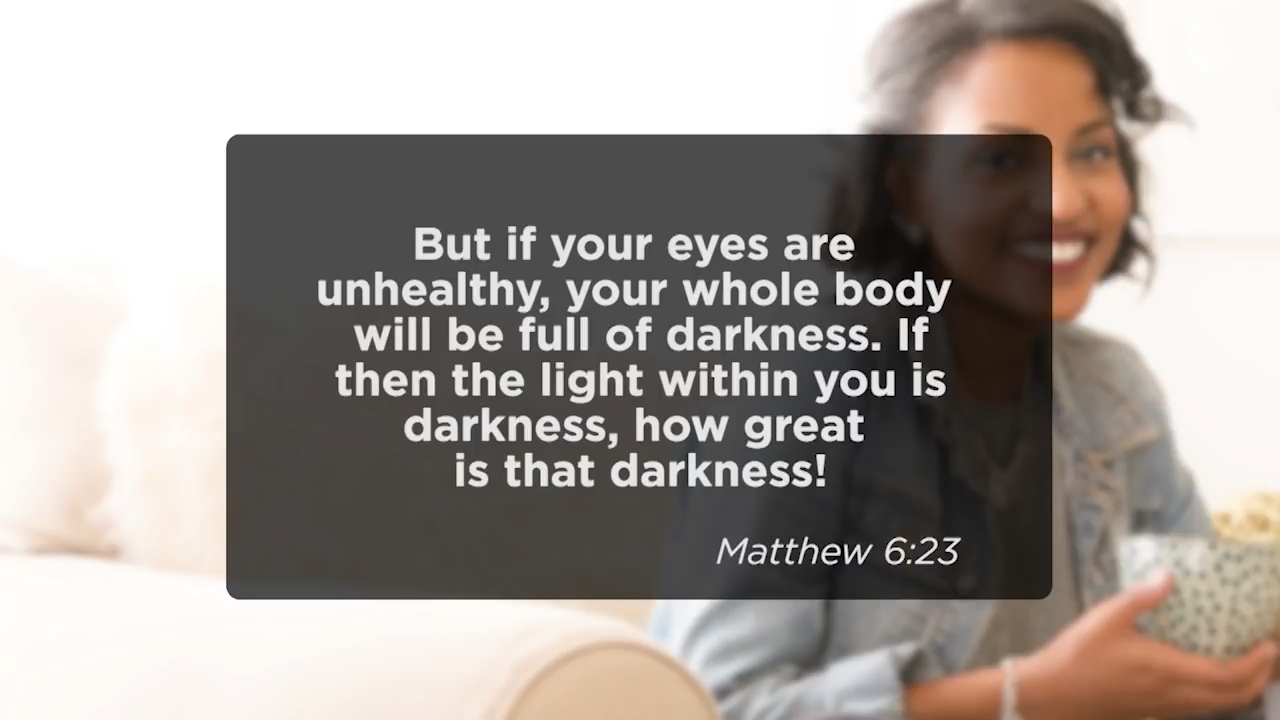 But if your eyes are
unhealthy, your whole body
will be full of darkness. If
then the light within you is
darkness, how great
is that darkness!
Matthew 6:23